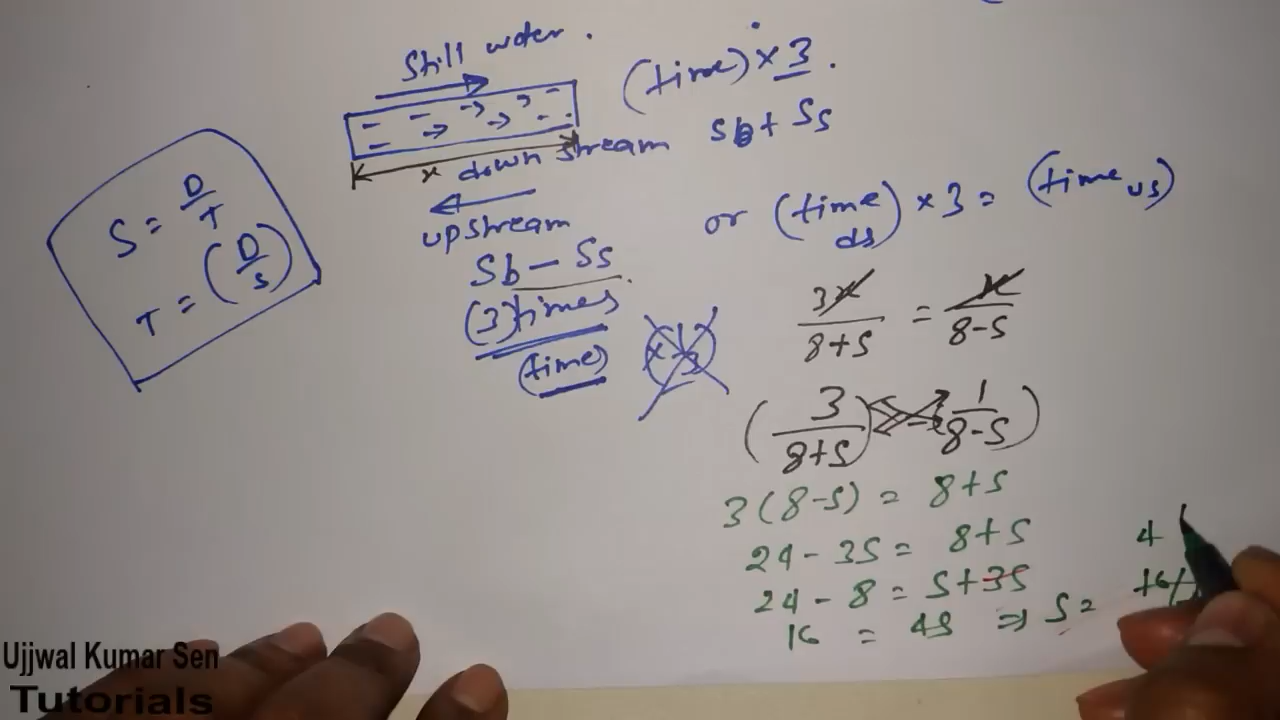 Still water.
(time) × 3.
x down stream Sb + Ss
upstream
Sb - Ss
(3) times
(time)
S = D/T
T = (D/S)
or (time ds) × 3 = (time us)
3x/8+S = x/8-S
(3/8+S) = (1/8-S)
3(8-S) = 8+S
24 - 3S = 8+S
24 - 8 = S+3S
16 = 4S ⇒ S = 16/
4
Ujjwal Kumar Sen
Tutorials